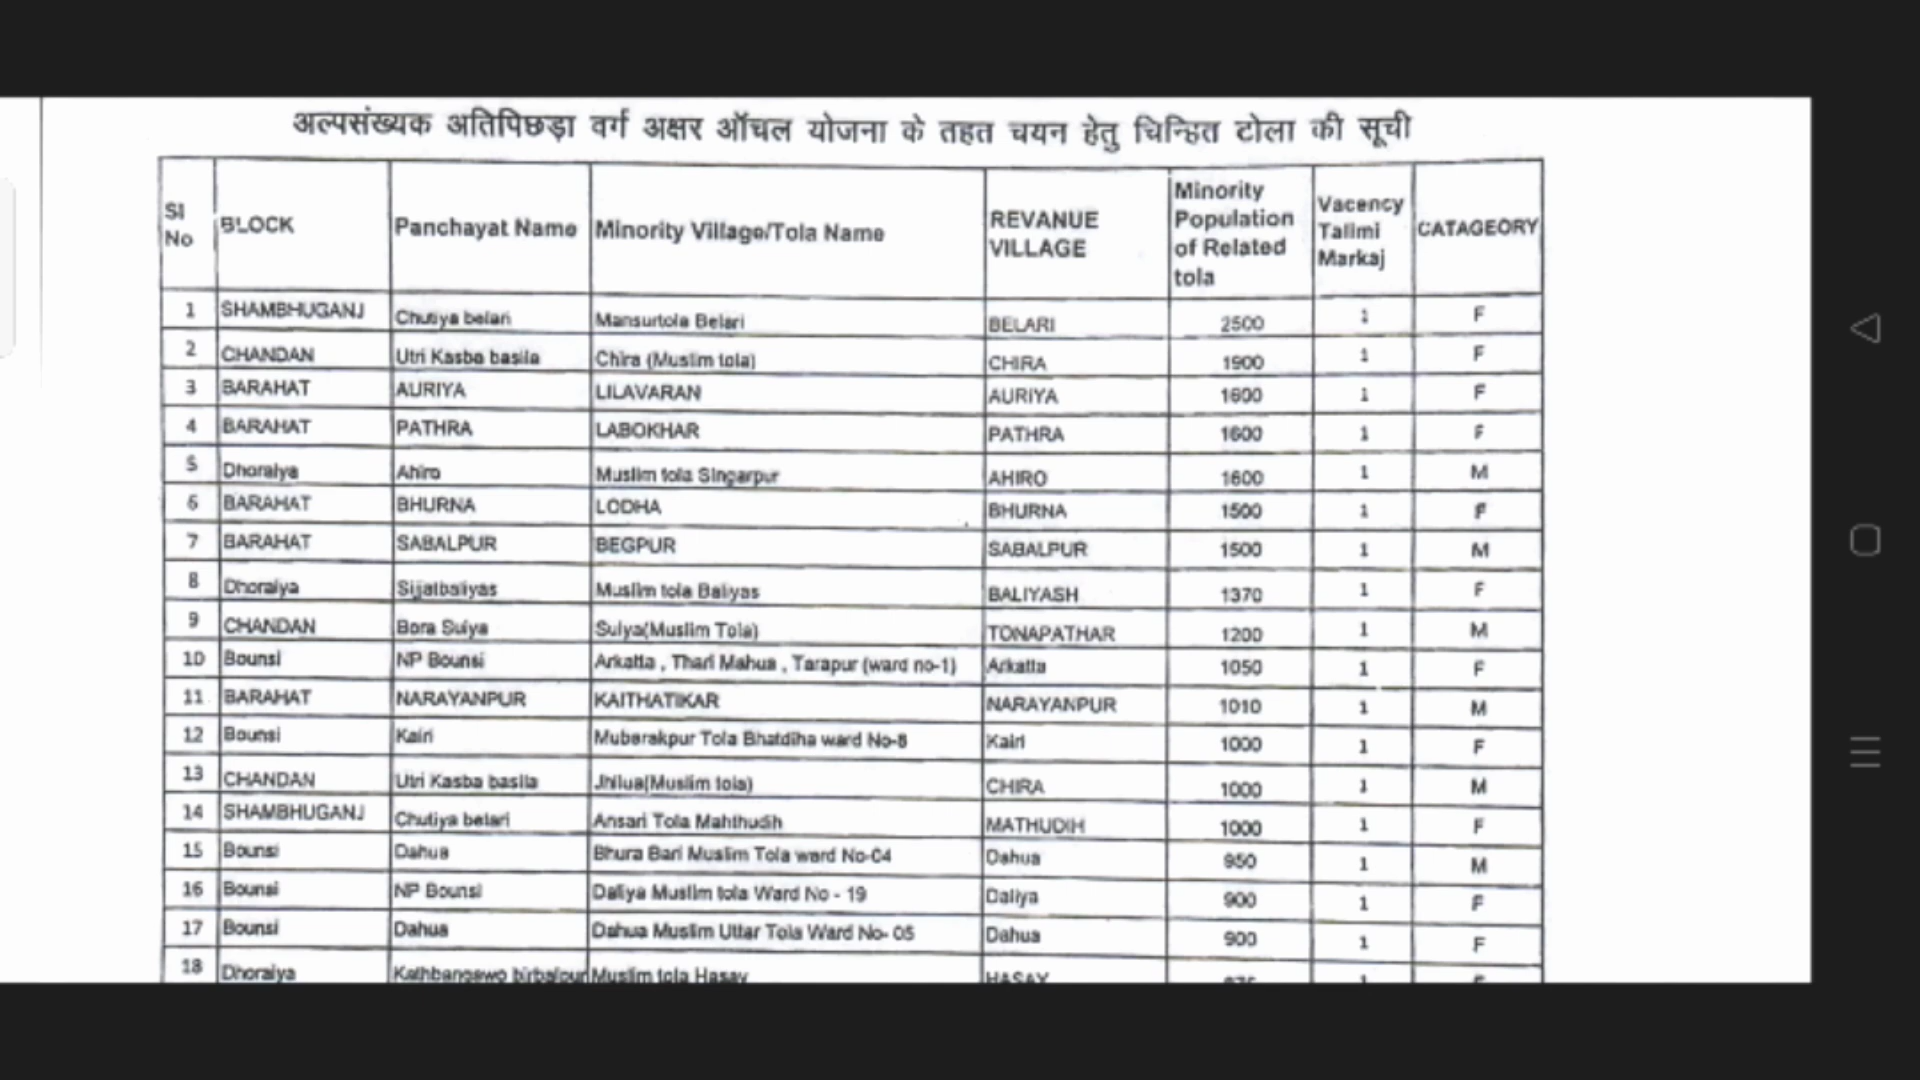 अल्पसंख्यक अतिपिछड़ा वर्ग अक्षर ऑचल योजना के तहत चयन हेतु चिन्हित टोला की सूची
Sl No BLOCK Panchayat Name Minority Village/Tola Name REVANUE VILLAGE Minority Population of Related tola Vacency Talimi Markaj CATAGEORY
1 SHAMBHUGANJ Chutiya belari Mansurtola Belari BELARI 2500 1 F
2 CHANDAN Utri Kasba basila Chira (Muslim tola) CHIRA 1900 1 F
3 BARAHAT AURIYA LILAVARAN AURIYA 1600 1 F
4 BARAHAT PATHRA LABOKHAR PATHRA 1600 1 F
5 Dhoraiya Ahiro Muslim tola Singarpur AHIRO 1600 1 M
6 BARAHAT BHURNA LODHA BHURNA 1500 1 F
7 BARAHAT SABALPUR BEGPUR SABALPUR 1500 1 M
8 Dhoraiya Sijatbaliyas Muslim tola Baliyas BALIYASH 1370 1 F
9 CHANDAN Bora Suiya Suiya(Muslim Tola) TONAPATHAR 1200 1 M
10 Bounsi NP Bounsi Arkatta , Thari Mahua , Tarapur (ward no-1) Arkatta 1050 1 F
11 BARAHAT NARAYANPUR KAITHATIKAR NARAYANPUR 1010 1 M
12 Bounsi Kairi Mubarakpur Tola Bhatdiha ward No-8 Kairi 1000 1 F
13 CHANDAN Utri Kasba basila Jhilua(Muslim tola) CHIRA 1000 1 M
14 SHAMBHUGANJ Chutiya belari Ansari Tola Mahthudih MATHUDIH 1000 1 F
15 Bounsi Dahua Bhura Bari Muslim Tola ward No-04 Dahua 950 1 M
16 Bounsi NP Bounsi Daliya Muslim tola Ward No - 19 Daliya 900 1 F
17 Bounsi Dahua Dahua Muslim Uttar Tola Ward No- 05 Dahua 900 1 F
18 Dhoraiya Muslim tola Hasay HASAY 1 F